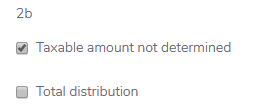 2b
Taxable amount not determined
Total distribution